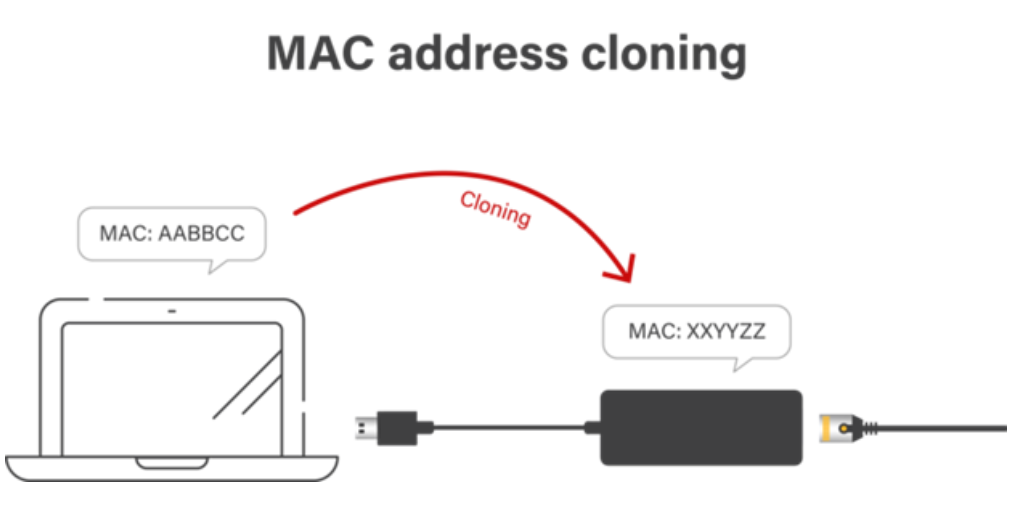 MAC address cloning
Cloning
MAC: AABBCC
MAC: XXYYZZ